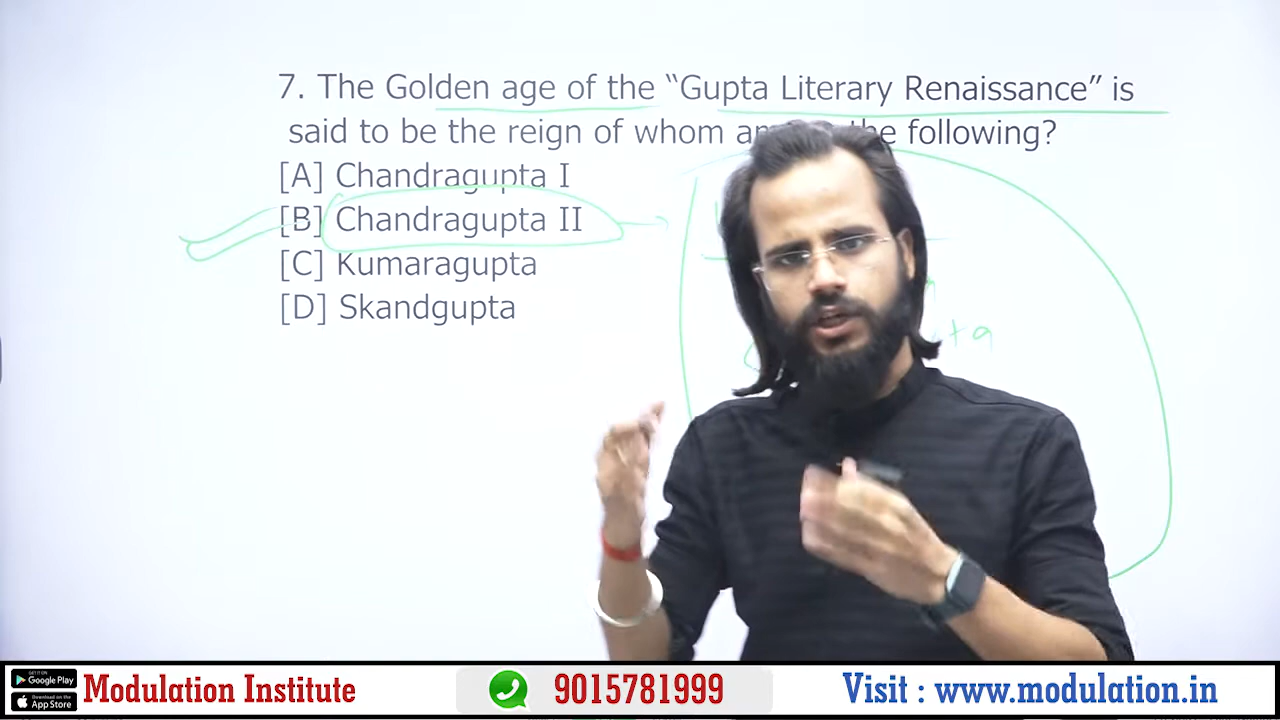 7. The Golden age of the “Gupta Literary Renaissance” is
said to be the reign of whom the following?
[A] Chandragupta I
[B] Chandragupta II
[C] Kumaragupta
[D] Skandgupta
GET IT ON
Google Play
Download on the
App Store
Modulation Institute
9015781999
Visit : www.modulation.in